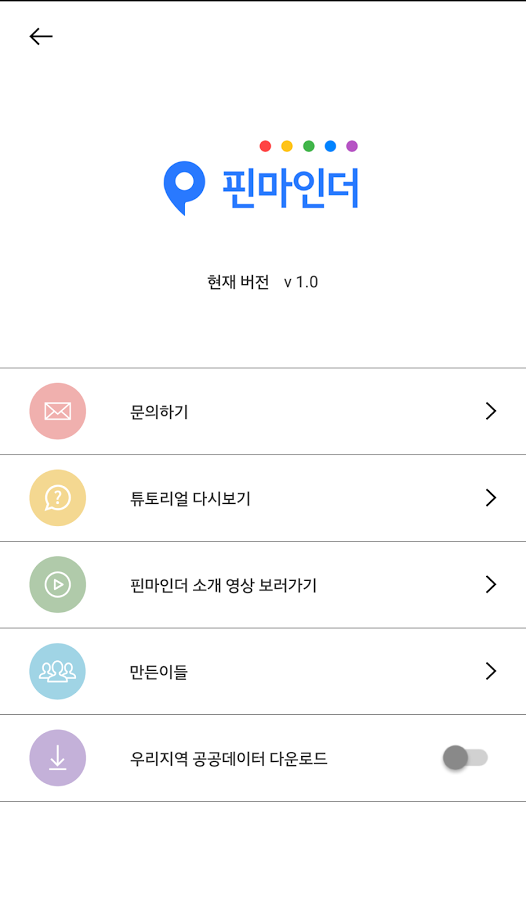 핀마인더
현재 버전 v 1.0
문의하기
튜토리얼 다시보기
핀마인더 소개 영상 보러가기
만든이들
우리지역 공공데이터 다운로드